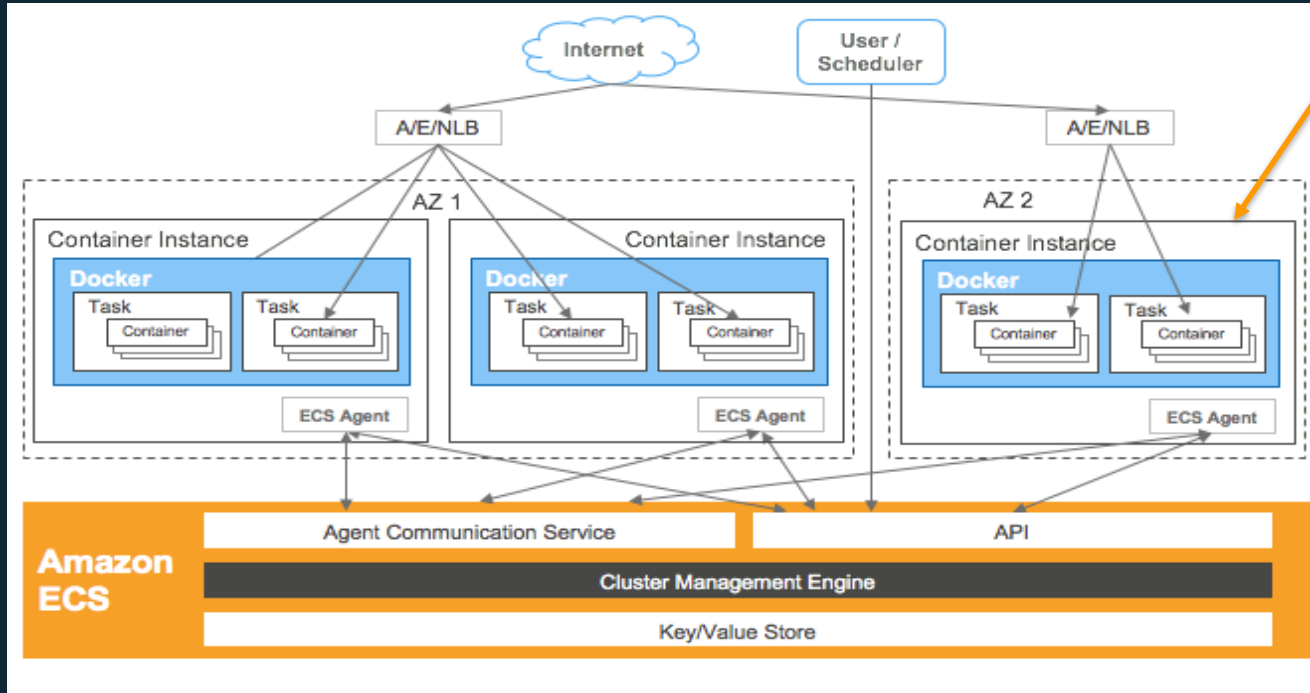 Internet
User /
Scheduler
A/E/NLB
A/E/NLB
AZ 1
AZ 2
Container Instance
Container Instance
Container Instance
Docker
Docker
Docker
Task
Task
Task
Task
Task
Task
Container
Container
Container
Container
Container
Container
ECS Agent
ECS Agent
ECS Agent
Amazon
ECS
Agent Communication Service
API
Cluster Management Engine
Key/Value Store